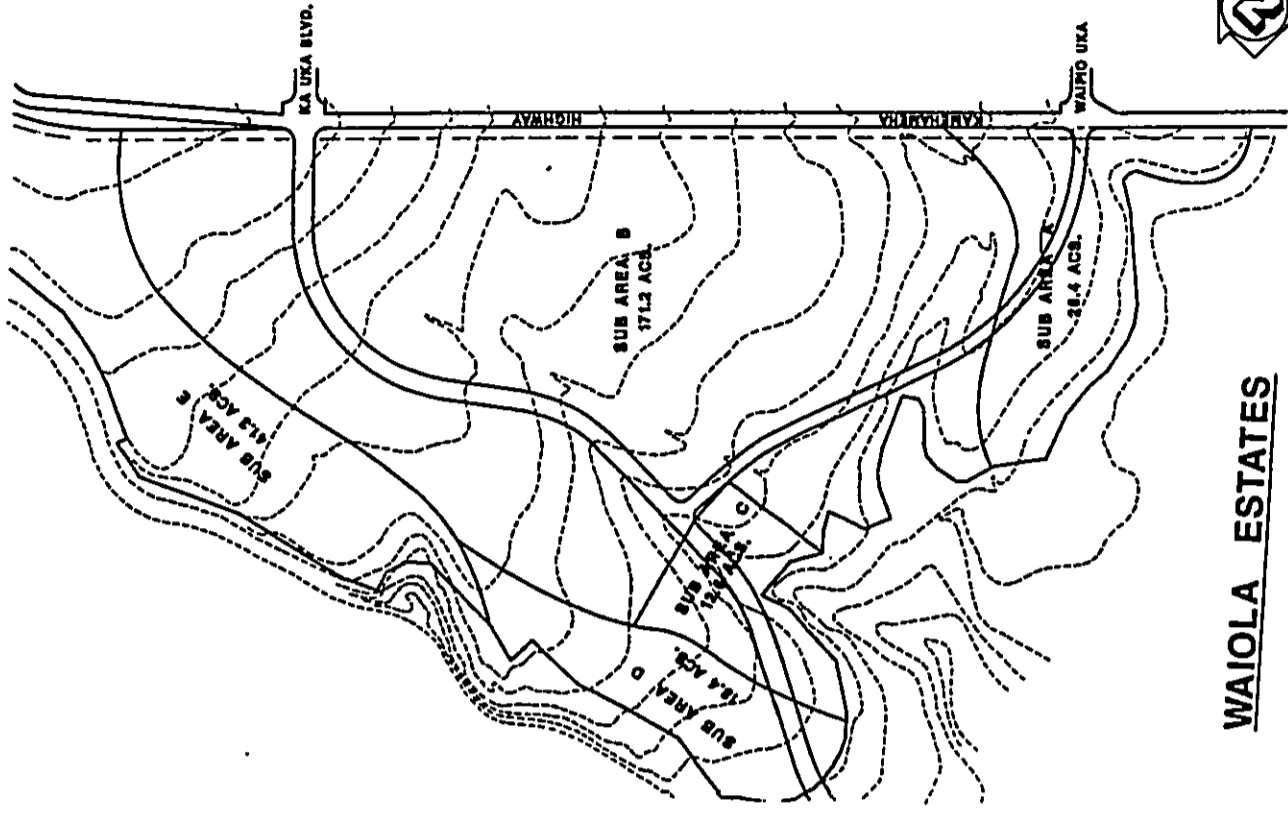 KA UKA BLVD.
HIGHWAY
KAMEHAMEHA
WAIPIO UKA
SUB AREA E
41.3 ACS.
SUB AREA B
171.2 ACS.
SUB AREA A
26.4 ACS.
SUB AREA C
SUB AREA D
18.4 ACS.
WAIOLA ESTATES